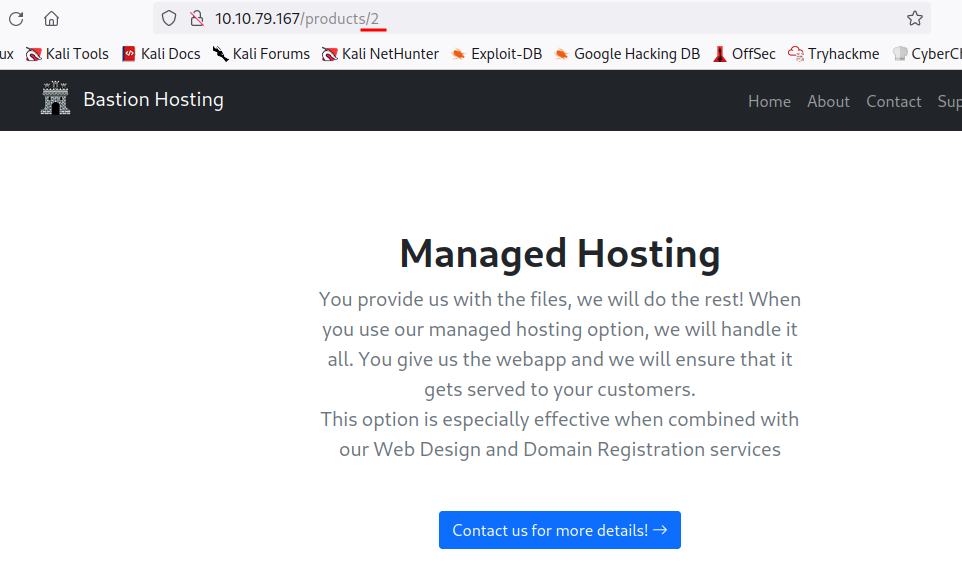 10.10.79.167/products/2
ux Kali Tools Kali Docs Kali Forums Kali NetHunter Exploit-DB Google Hacking DB OffSec Tryhackme CyberCh
Bastion Hosting Home About Contact Sup
Managed Hosting
You provide us with the files, we will do the rest! When
you use our managed hosting option, we will handle it
all. You give us the webapp and we will ensure that it
gets served to your customers.
This option is especially effective when combined with
our Web Design and Domain Registration services
Contact us for more details! →